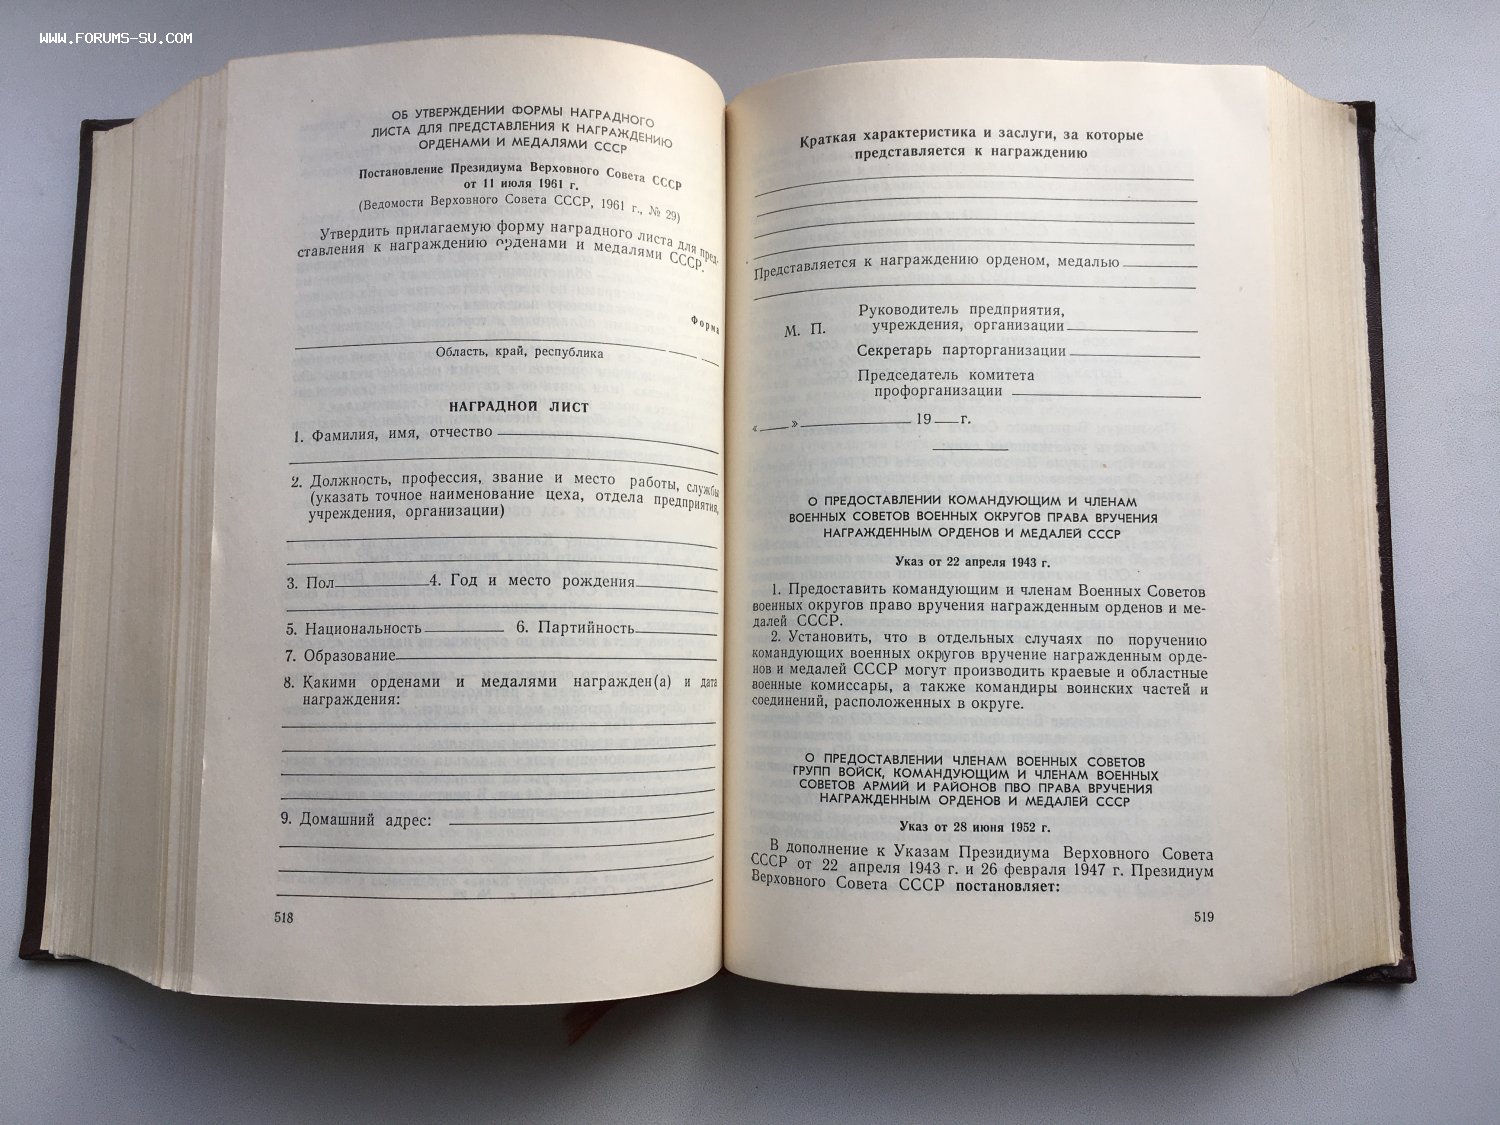 WWW.FORUMS-SU.COM
ОБ УТВЕРЖДЕНИИ ФОРМЫ НАГРАДНОГО
ЛИСТА ДЛЯ ПРЕДСТАВЛЕНИЯ К НАГРАЖДЕНИЮ
ОРДЕНАМИ И МЕДАЛЯМИ СССР
Постановление Президиума Верховного Совета СССР
от 11 июля 1961 г.
(Ведомости Верховного Совета СССР, 1961 г., № 29)
Утвердить прилагаемую форму наградного листа для пред-
ставления к награждению орденами и медалями СССР.
Форма
Область, край, республика
НАГРАДНОЙ ЛИСТ
1. Фамилия, имя, отчество
2. Должность, профессия, звание и место работы, службы
(указать точное наименование цеха, отдела предприятия,
учреждения, организации)
3. Пол 4. Год и место рождения
5. Национальность 6. Партийность
7. Образование
8. Какими орденами и медалями награжден(а) и дата
награждения:
9. Домашний адрес:
518
Краткая характеристика и заслуги, за которые
представляется к награждению
Представляется к награждению орденом, медалью
Руководитель предприятия,
М. П. учреждения, организации
Секретарь парторганизации
Председатель комитета
профорганизации
« » 19 г.
О ПРЕДОСТАВЛЕНИИ КОМАНДУЮЩИМ И ЧЛЕНАМ
ВОЕННЫХ СОВЕТОВ ВОЕННЫХ ОКРУГОВ ПРАВА ВРУЧЕНИЯ
НАГРАЖДЕННЫМ ОРДЕНОВ И МЕДАЛЕЙ СССР
Указ от 22 апреля 1943 г.
1. Предоставить командующим и членам Военных Советов
военных округов право вручения награжденным орденов и ме-
далей СССР.
2. Установить, что в отдельных случаях по поручению
командующих военных округов вручение награжденным орде-
нов и медалей СССР могут производить краевые и областные
военные комиссары, а также командиры воинских частей и
соединений, расположенных в округе.
О ПРЕДОСТАВЛЕНИИ ЧЛЕНАМ ВОЕННЫХ СОВЕТОВ
ГРУПП ВОЙСК, КОМАНДУЮЩИМ И ЧЛЕНАМ ВОЕННЫХ
СОВЕТОВ АРМИЙ И РАЙОНОВ ПВО ПРАВА ВРУЧЕНИЯ
НАГРАЖДЕННЫМ ОРДЕНОВ И МЕДАЛЕЙ СССР
Указ от 28 июня 1952 г.
В дополнение к Указам Президиума Верховного Совета
СССР от 22 апреля 1943 г. и 26 февраля 1947 г. Президиум
Верховного Совета СССР постановляет:
519